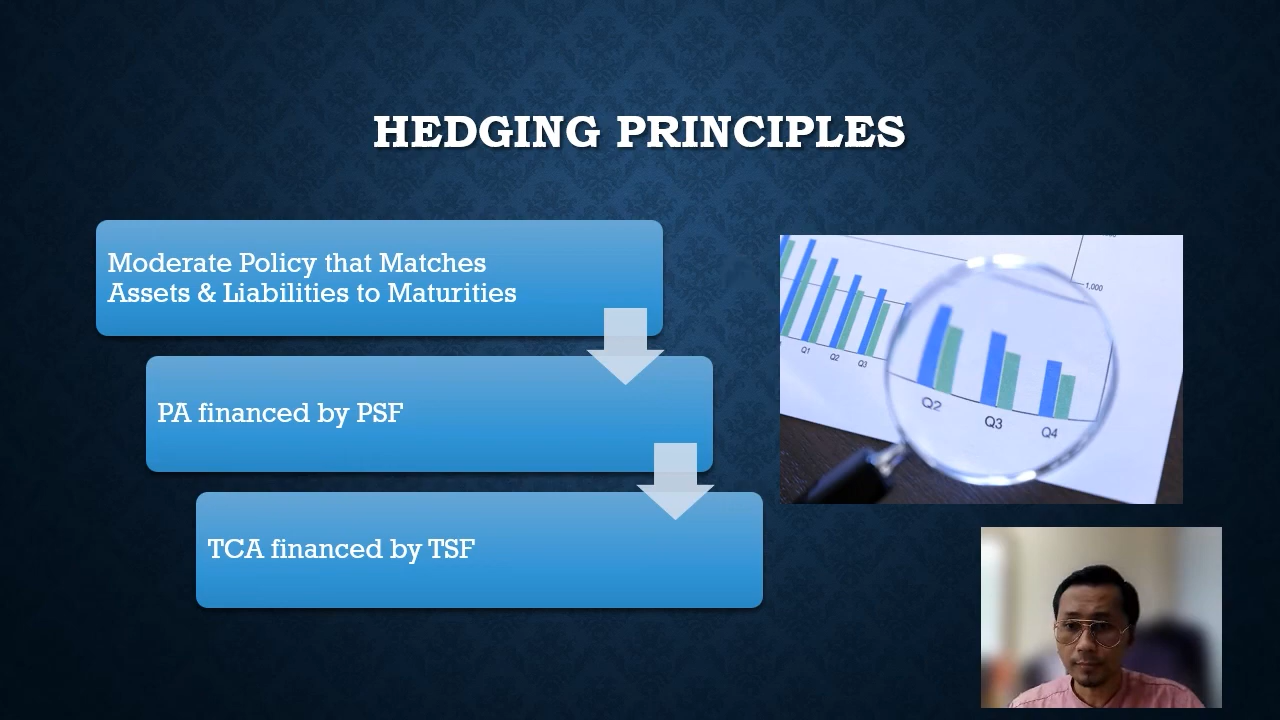 HEDGING PRINCIPLES
Moderate Policy that Matches
Assets & Liabilities to Maturities
PA financed by PSF
TCA financed by TSF
1,000
Q1
Q2
Q3
Q2
Q3
Q4